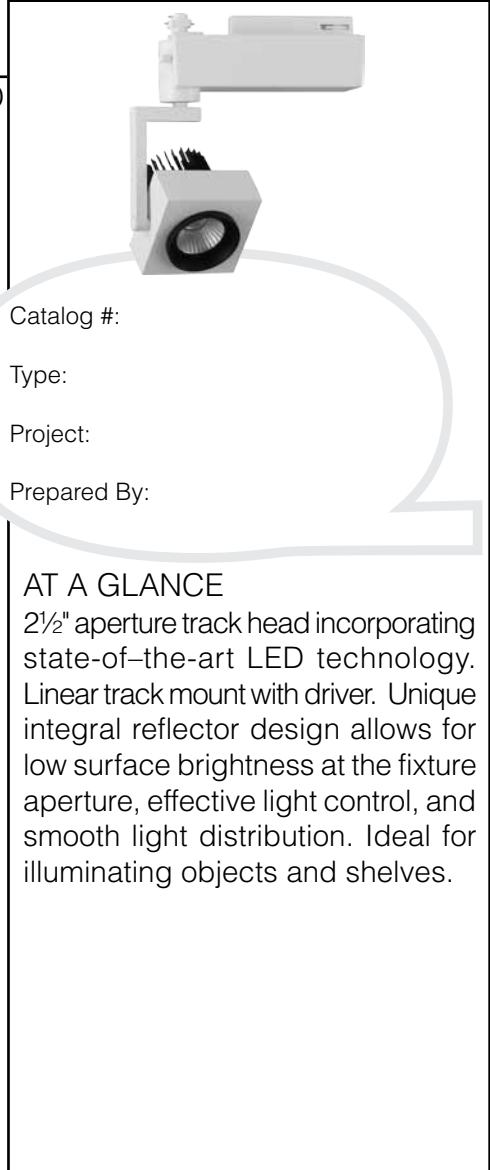 Catalog #:
Type:
Project:
Prepared By:
AT A GLANCE
2½" aperture track head incorporating
state-of–the-art LED technology.
Linear track mount with driver.  Unique
integral reflector design allows for
low surface brightness at the fixture
aperture, effective light control, and
smooth light distribution. Ideal for
illuminating objects and shelves.